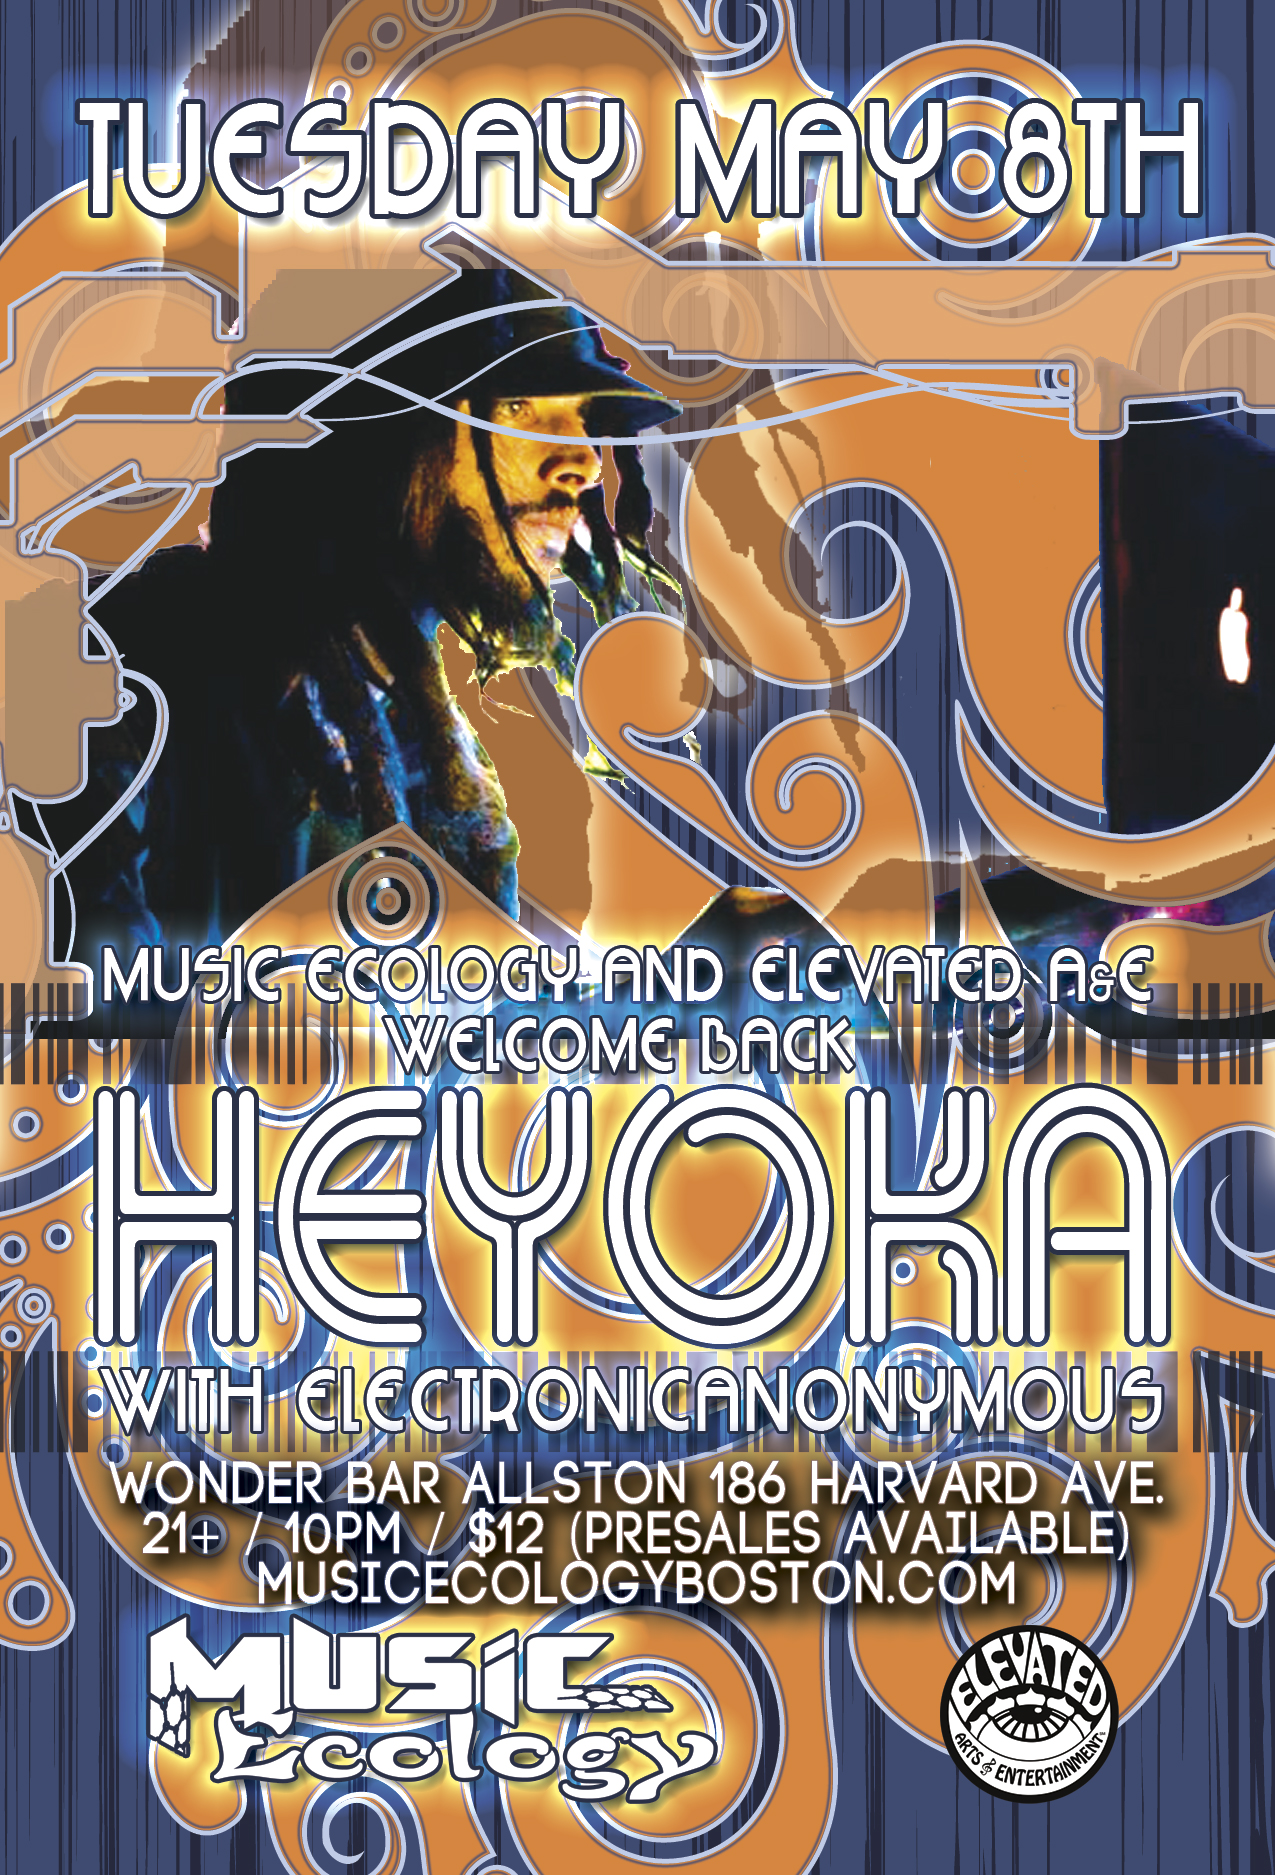 TUESDAY MAY 8TH
MUSIC ECOLOGY AND ELEVATED A&E
WELCOME BACK
HEYOKA
WITH ELECTRONICANONYMOUS
WONDER BAR ALLSTON 186 HARVARD AVE.
21+ / 10PM / $12 (PRESALES AVAILABLE)
MUSICECOLOGYBOSTON.COM
MUSIC
Ecology
ELEVATED
ARTS & ENTERTAINMENT